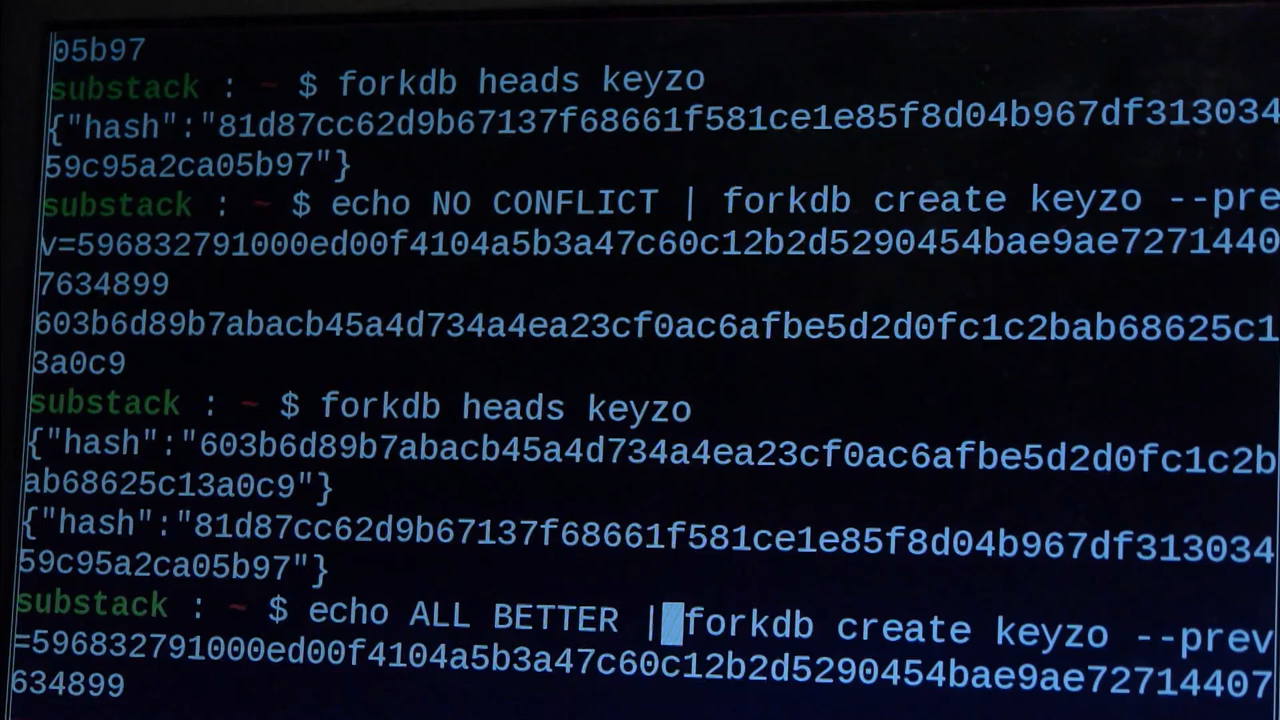 05b97
substack : ~ $ forkdb heads keyzo
{"hash":"81d87cc62d9b67137f68661f581ce1e85f8d04b967df313034
59c95a2ca05b97"}
substack : ~ $ echo NO CONFLICT | forkdb create keyzo --pre
v=596832791000ed00f4104a5b3a47c60c12b2d5290454bae9ae7271440
7634899
603b6d89b7abacb45a4d734a4ea23cf0ac6afbe5d2d0fc1c2bab68625c1
3a0c9
substack : ~ $ forkdb heads keyzo
{"hash":"603b6d89b7abacb45a4d734a4ea23cf0ac6afbe5d2d0fc1c2b
ab68625c13a0c9"}
{"hash":"81d87cc62d9b67137f68661f581ce1e85f8d04b967df313034
59c95a2ca05b97"}
substack : ~ $ echo ALL BETTER | forkdb create keyzo --prev
=596832791000ed00f4104a5b3a47c60c12b2d5290454bae9ae72714407
634899